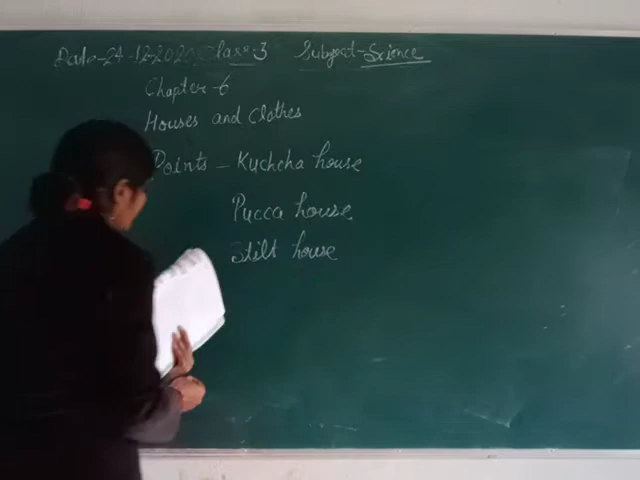 Date-24-12-2020 Class-3 Subject-Science
Chapter-6
Houses and Clothes
Points - Kuchcha house
Pucca house
Stilt house